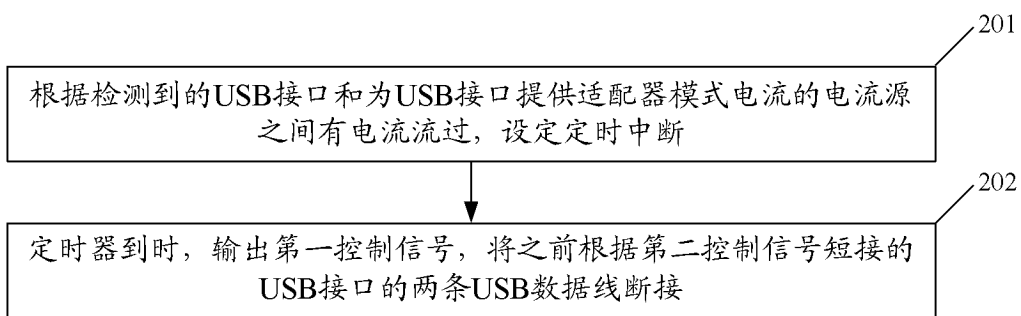 201
根据检测到的USB接口和为USB接口提供适配器模式电流的电流源
之间有电流流过，设定定时中断
202
定时器到时，输出第一控制信号，将之前根据第二控制信号短接的
USB接口的两条USB数据线断接